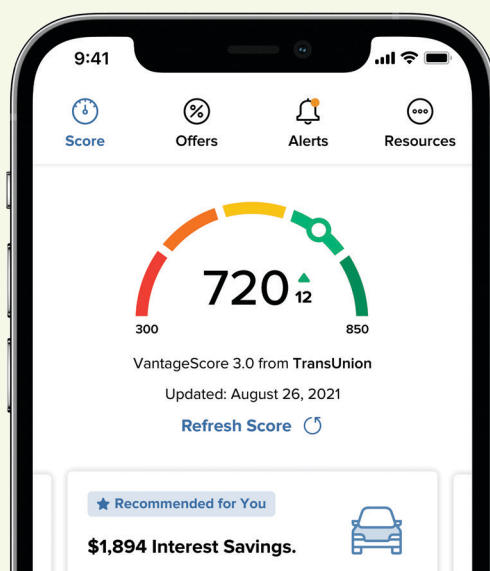 9:41
Score Offers Alerts Resources
720 12
300 850
VantageScore 3.0 from TransUnion
Updated: August 26, 2021
Refresh Score
Recommended for You
$1,894 Interest Savings.